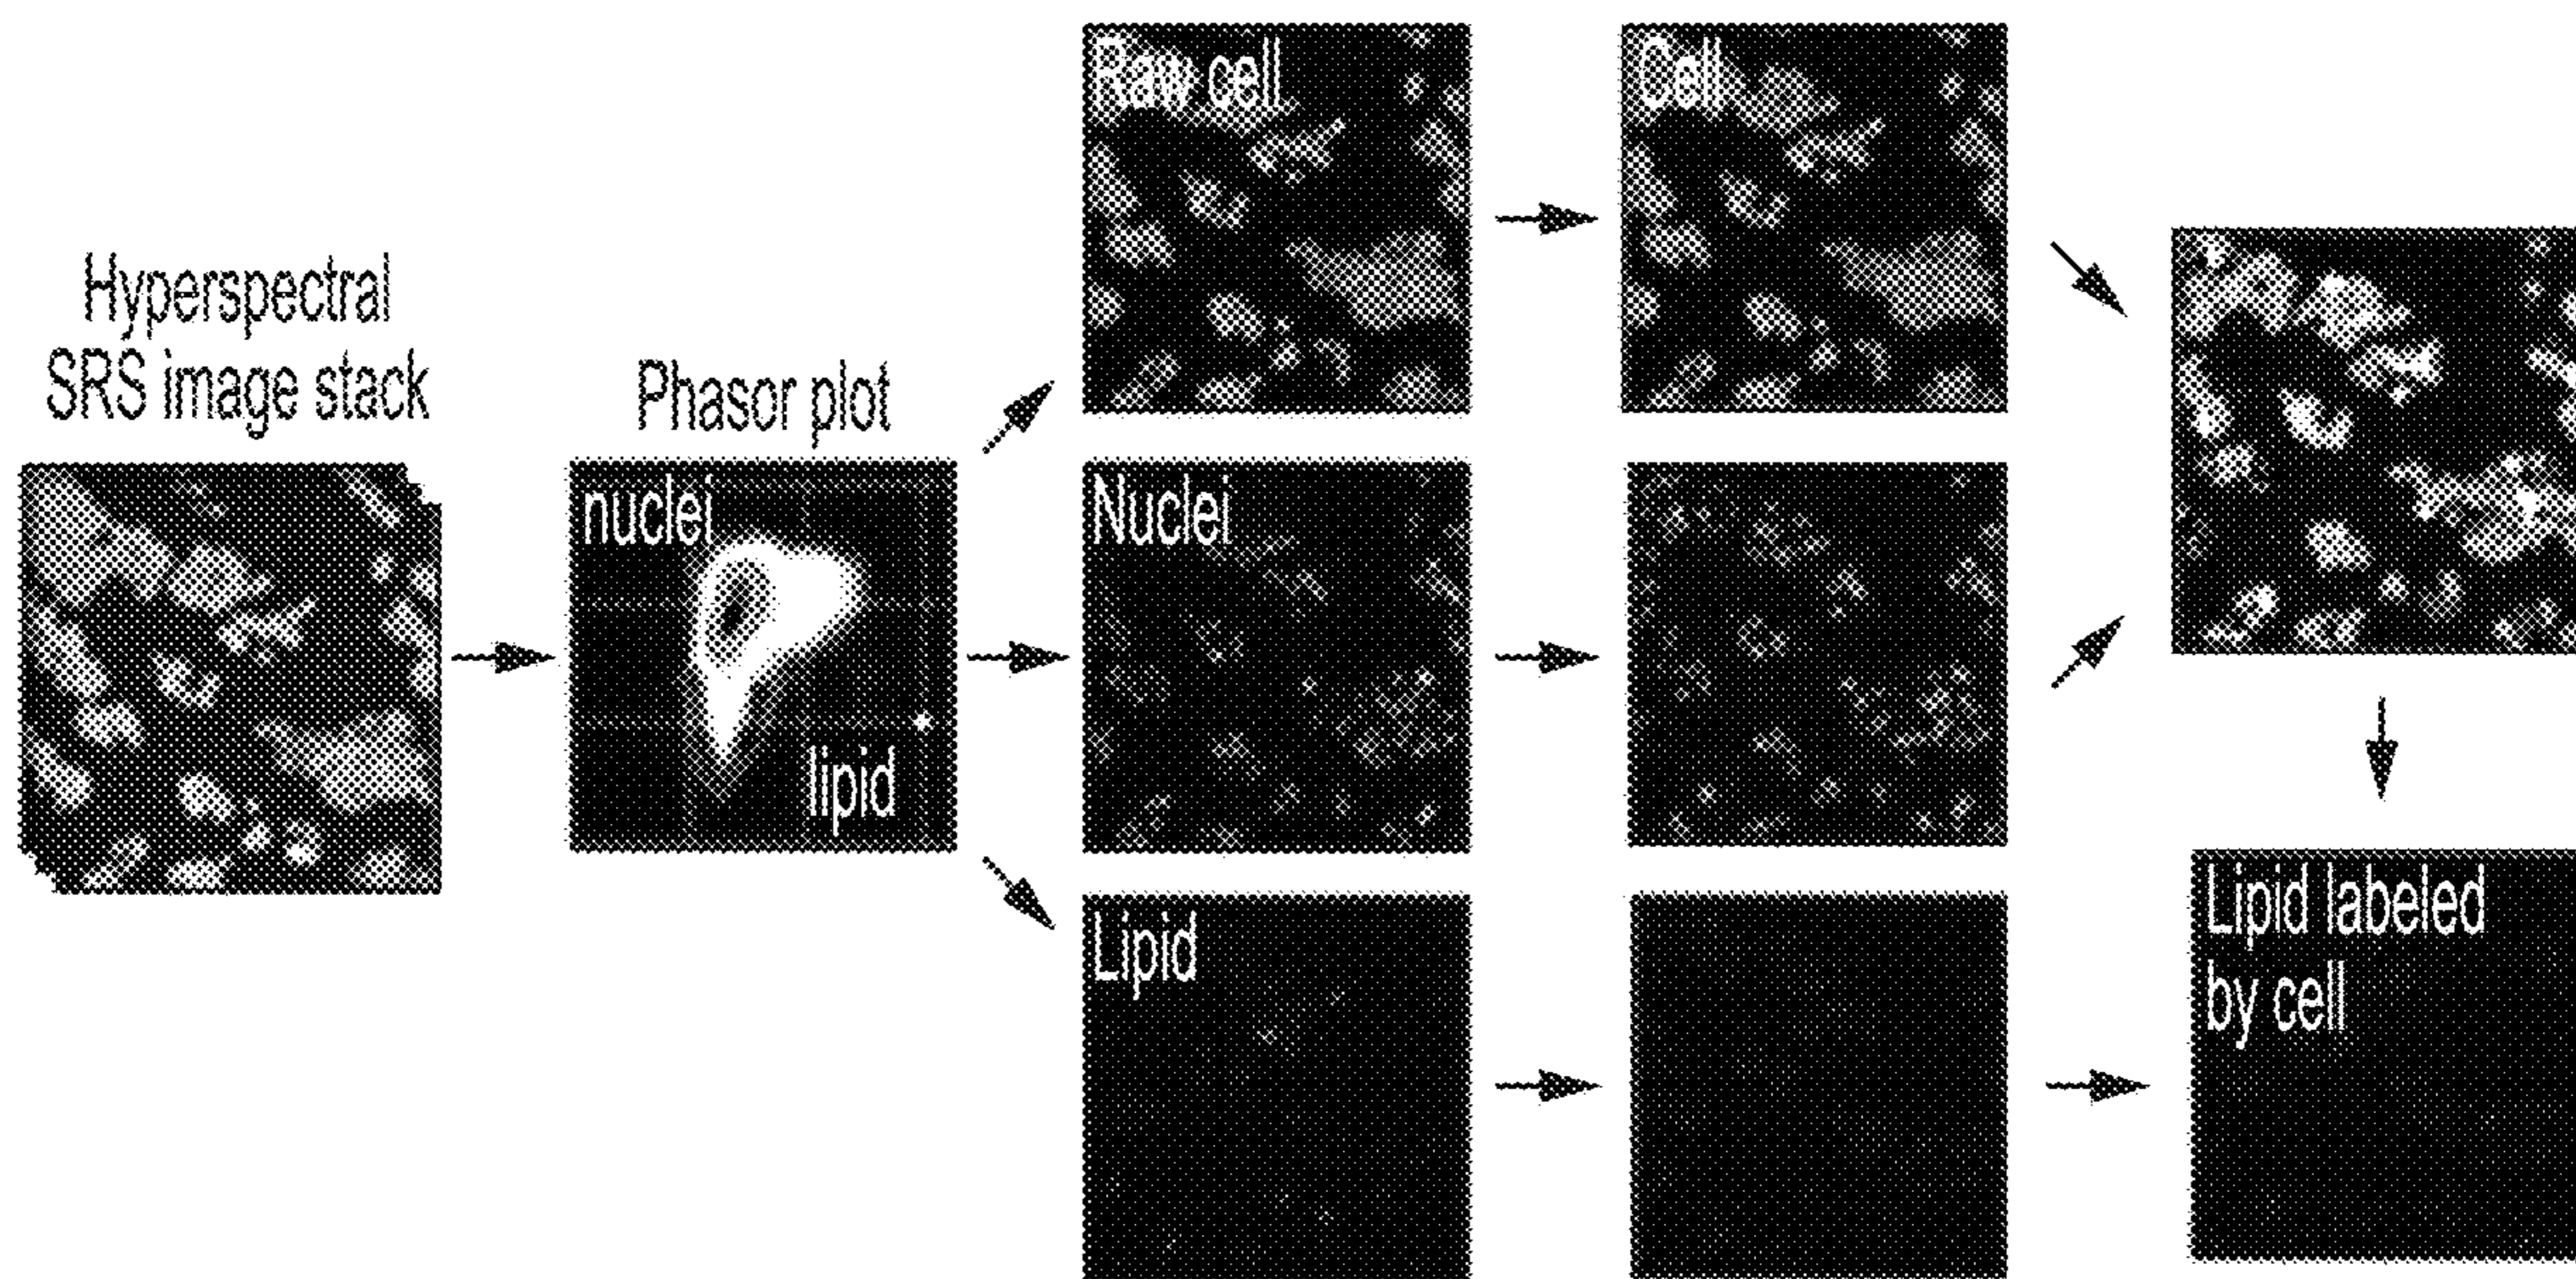 Hyperspectral
SRS image stack
Phasor plot
nuclei
lipid
Raw cell
Cell
Nuclei
Lipid
Lipid labeled
by cell